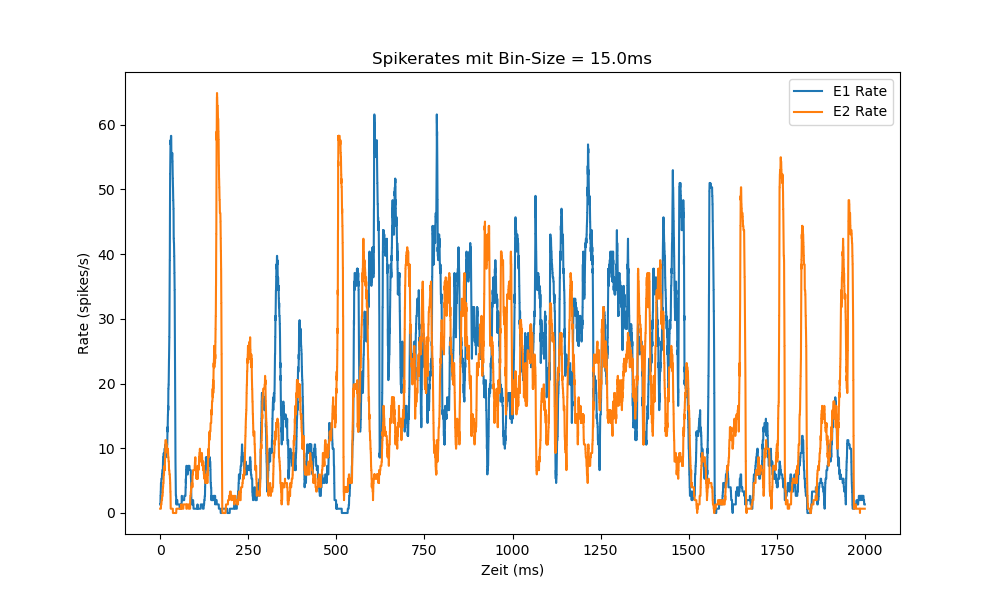 Spikerates mit Bin-Size = 15.0ms
E1 Rate
E2 Rate
60
50
40
30
20
10
0
Rate (spikes/s)
0 250 500 750 1000 1250 1500 1750 2000
Zeit (ms)